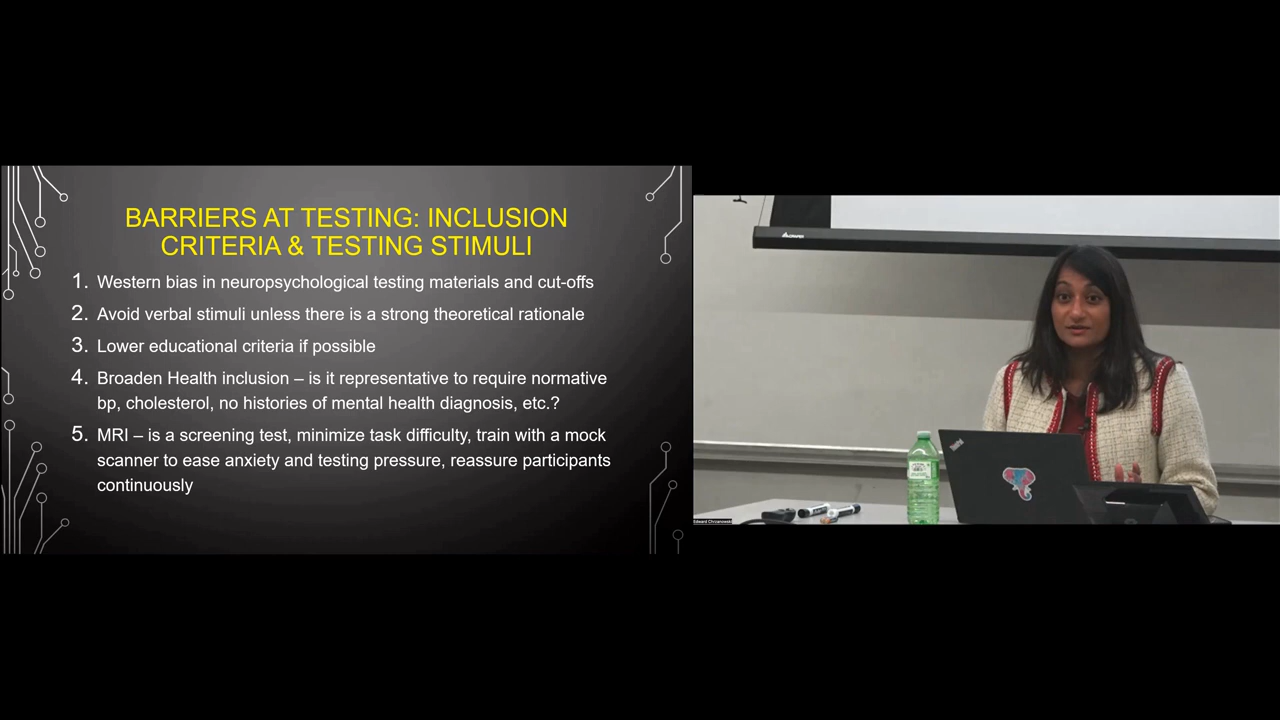 BARRIERS AT TESTING: INCLUSION
CRITERIA & TESTING STIMULI
1. Western bias in neuropsychological testing materials and cut-offs
2. Avoid verbal stimuli unless there is a strong theoretical rationale
3. Lower educational criteria if possible
4. Broaden Health inclusion – is it representative to require normative
bp, cholesterol, no histories of mental health diagnosis, etc.?
5. MRI – is a screening test, minimize task difficulty, train with a mock
scanner to ease anxiety and testing pressure, reassure participants
continuously
Edward Chrzanowski